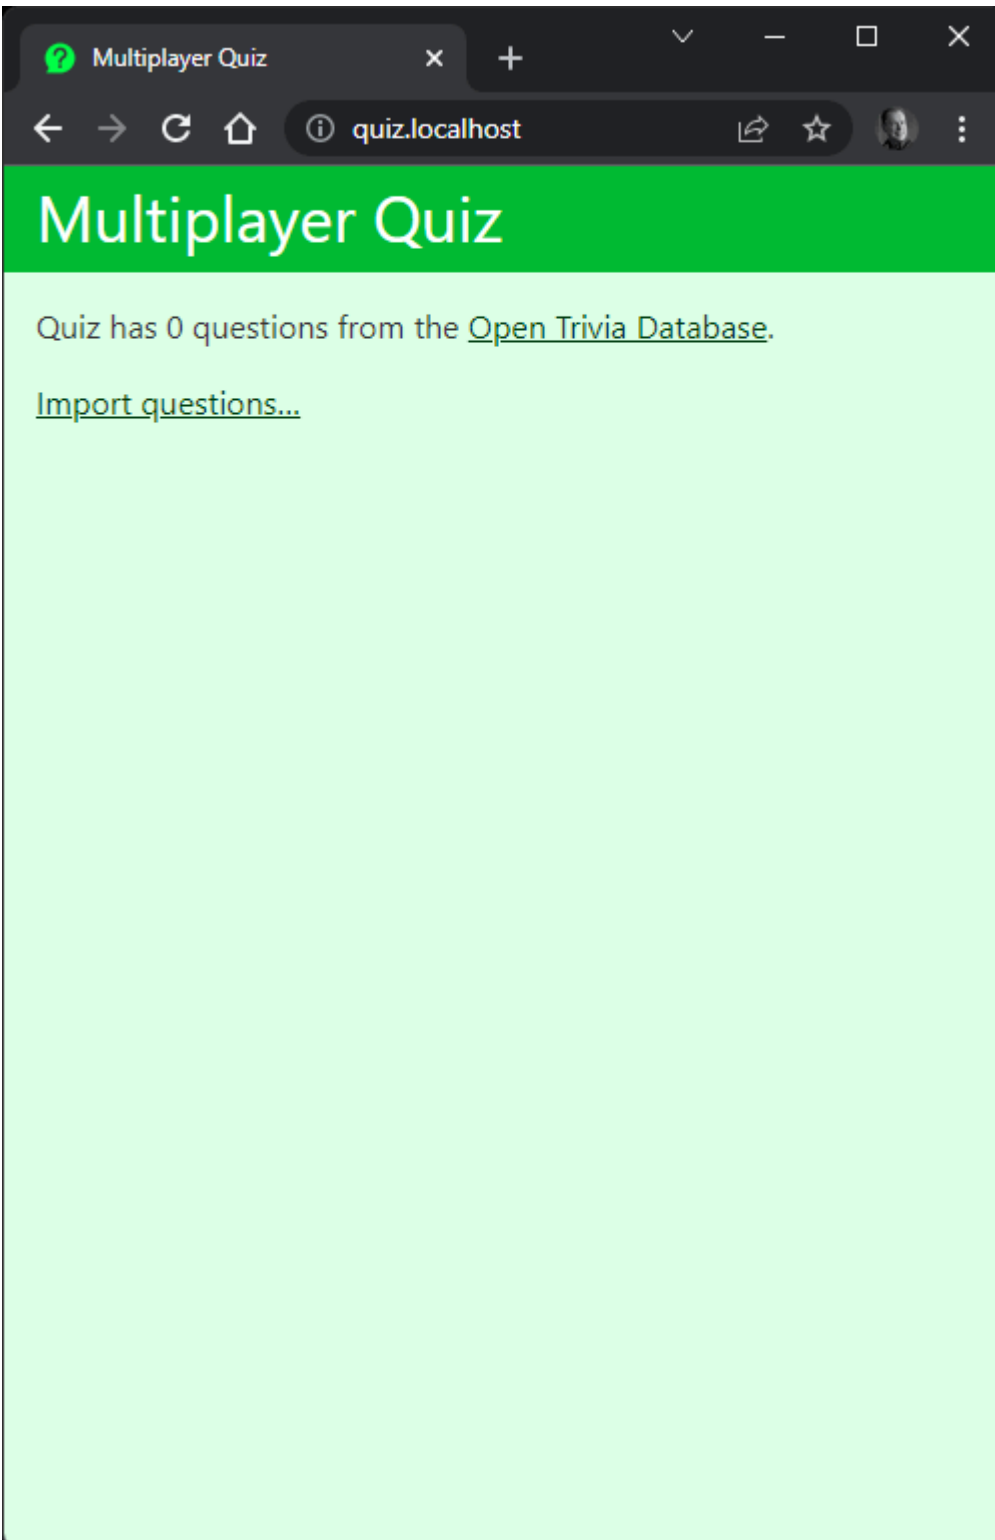 Multiplayer Quiz
quiz.localhost
Multiplayer Quiz
Quiz has 0 questions from the Open Trivia Database.
Import questions...